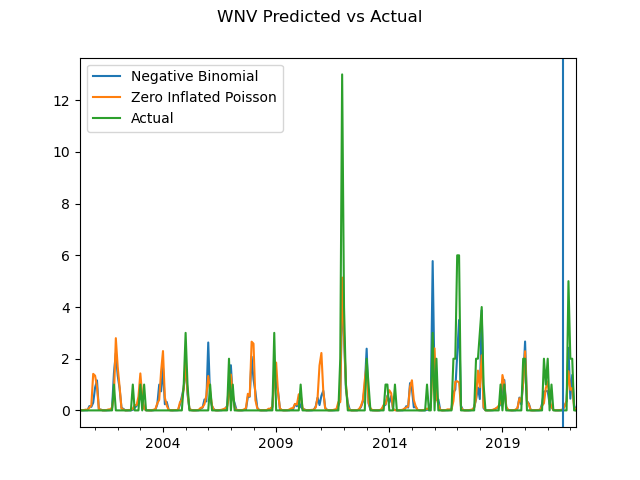 WNV Predicted vs Actual
Negative Binomial
Zero Inflated Poisson
Actual
12
10
8
6
4
2
0
2004 2009 2014 2019